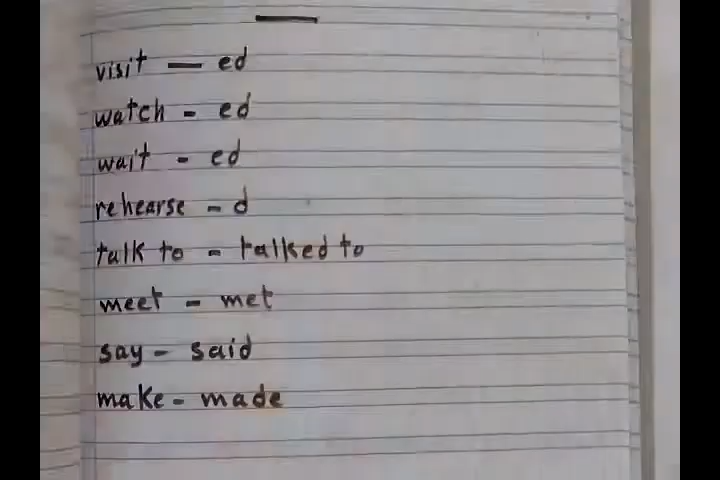 visit — ed
watch - ed
wait - ed
rehearse - d
talk to - talked to
meet - met
say - said
make - made